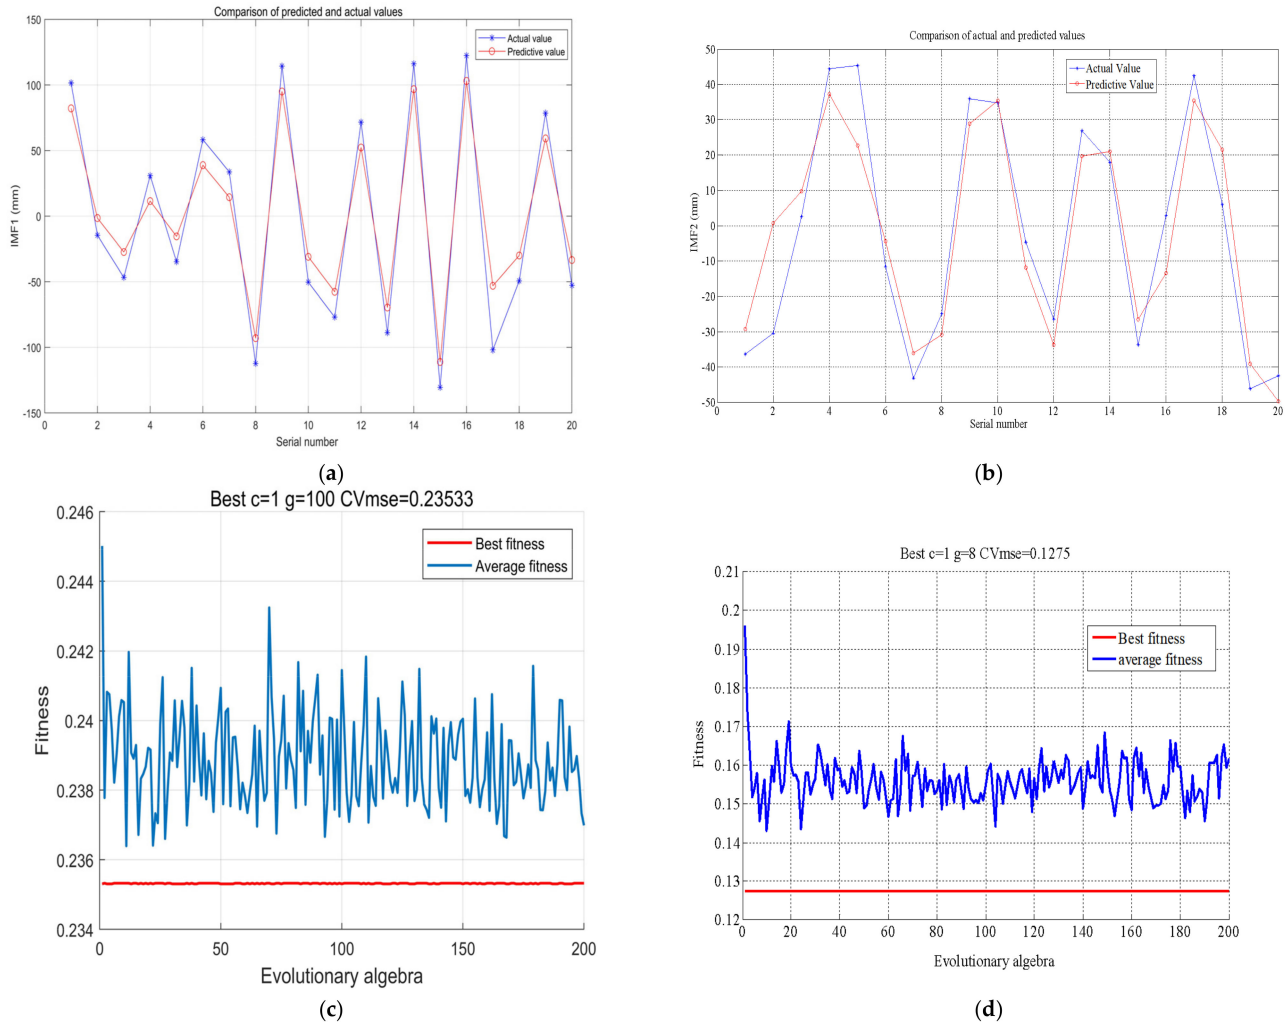 Comparison of predicted and actual values
150
100
50
0
-50
-100
-150
IMF1 (mm)
Actual value
Predictive value
0 2 4 6 8 10 12 14 16 18 20
Serial number
(a)
Comparison of actual and predicted values
50
40
30
20
10
0
-10
-20
-30
-40
-50
IMF2 (mm)
Actual Value
Predictive Value
0 2 4 6 8 10 12 14 16 18 20
Serial number
(b)
Best c=1 g=100 CVmse=0.23533
0.246
0.244
0.242
0.24
0.238
0.236
0.234
Fitness
Best fitness
Average fitness
0 50 100 150 200
Evolutionary algebra
(c)
Best c=1 g=8 CVmse=0.1275
0.21
0.2
0.19
0.18
0.17
0.16
0.15
0.14
0.13
0.12
Fitness
Best fitness
average fitness
0 20 40 60 80 100 120 140 160 180 200
Evolutionary algebra
(d)